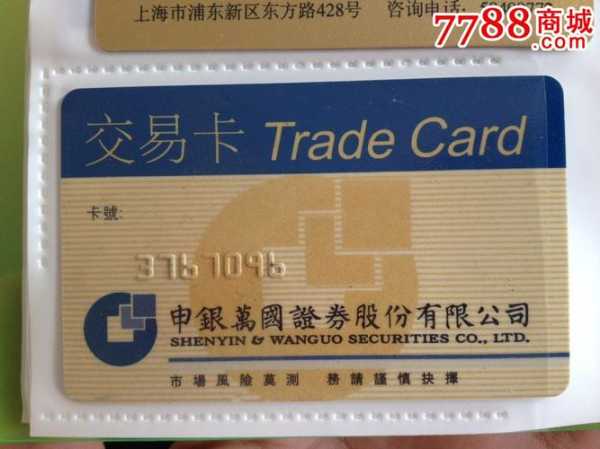 上海市浦东新区东方路428号 咨询电话:
7788商城
.com
交易卡 Trade Card
卡號:
3767096
申銀萬國證券股份有限公司
SHENYIN & WANGUO SECURITIES CO., LTD.
市場風險莫測 務請謹慎抉擇